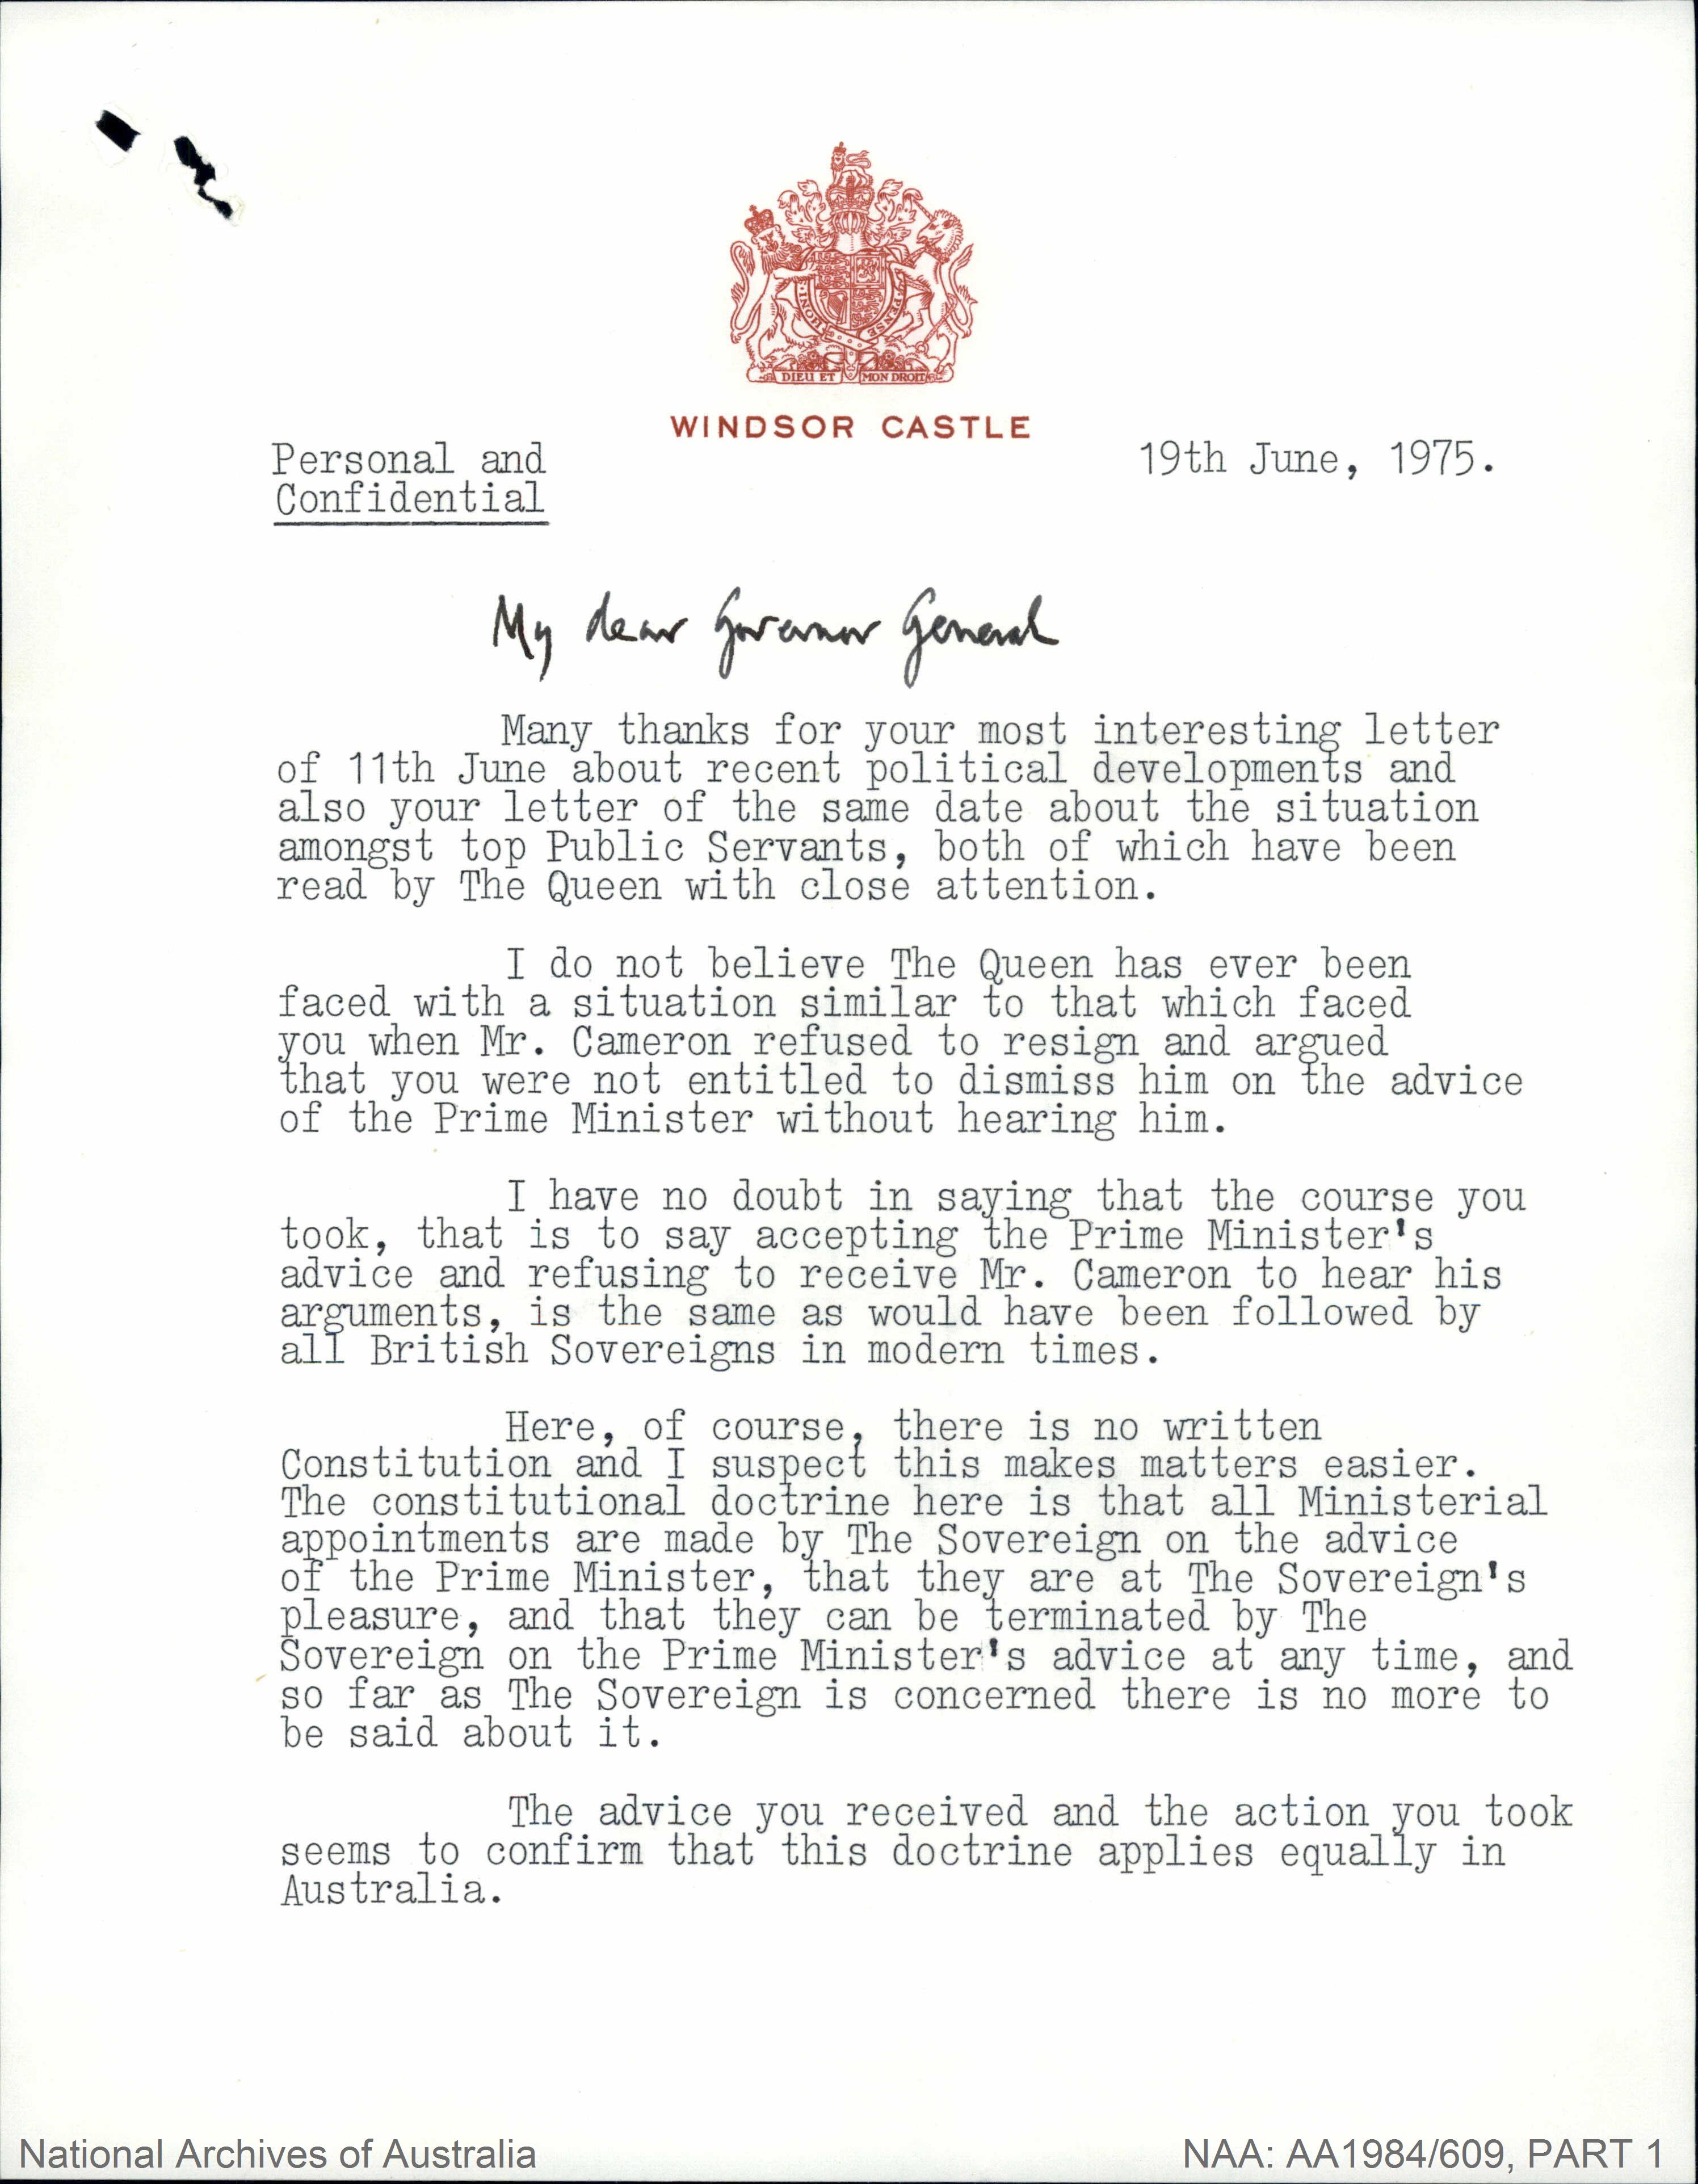 HONI
PENSE
DIEU ET MON DROIT
WINDSOR CASTLE
Personal and
Confidential
19th June, 1975.
My dear Governor General
Many thanks for your most interesting letter
of 11th June about recent political developments and
also your letter of the same date about the situation
amongst top Public Servants, both of which have been
read by The Queen with close attention.
I do not believe The Queen has ever been
faced with a situation similar to that which faced
you when Mr. Cameron refused to resign and argued
that you were not entitled to dismiss him on the advice
of the Prime Minister without hearing him.
I have no doubt in saying that the course you
took, that is to say accepting the Prime Minister's
advice and refusing to receive Mr. Cameron to hear his
arguments, is the same as would have been followed by
all British Sovereigns in modern times.
Here, of course, there is no written
Constitution and I suspect this makes matters easier.
The constitutional doctrine here is that all Ministerial
appointments are made by The Sovereign on the advice
of the Prime Minister, that they are at The Sovereign's
pleasure, and that they can be terminated by The
Sovereign on the Prime Minister's advice at any time, and
so far as The Sovereign is concerned there is no more to
be said about it.
The advice you received and the action you took
seems to confirm that this doctrine applies equally in
Australia.
National Archives of Australia
NAA: AA1984/609, PART 1